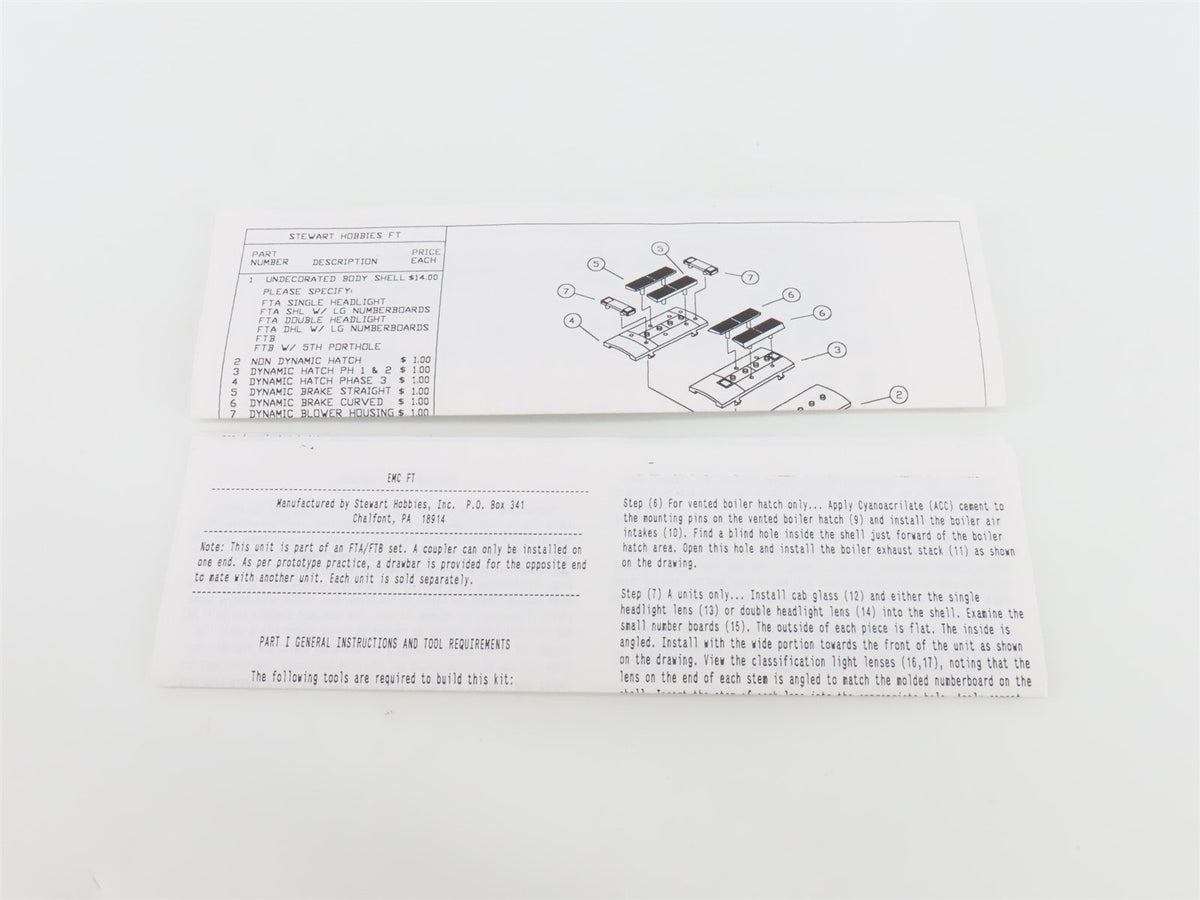 STEWART HOBBIES FT
PART NUMBER DESCRIPTION PRICE EACH
1 UNDECORATED BODY SHELL $14.00
PLEASE SPECIFY:
FTA SINGLE HEADLIGHT
FTA SHL W/ LG NUMBERBOARDS
FTA DOUBLE HEADLIGHT
FTA DHL W/ LG NUMBERBOARDS
FTB
FTB W/ 5TH PORTHOLE
2 NON DYNAMIC HATCH $ 1.00
3 DYNAMIC HATCH PH 1 & 2 $ 1.00
4 DYNAMIC HATCH PHASE 3 $ 1.00
5 DYNAMIC BRAKE STRAIGHT $ 1.00
6 DYNAMIC BRAKE CURVED $ 1.00
7 DYNAMIC BLOWER HOUSING $ 1.00
5
5
7
7
6
4
6
3
2
EMC FT
Manufactured by Stewart Hobbies, Inc. P.O. Box 341
Chalfont, PA 18914
Note: This unit is part of an FTA/FTB set. A coupler can only be installed on
one end. As per prototype practice, a drawbar is provided for the opposite end
to mate with another unit. Each unit is sold separately.
PART I GENERAL INSTRUCTIONS AND TOOL REQUIREMENTS
The following tools are required to build this kit:
Step (6) For vented boiler hatch only... Apply Cyanoacrilate (ACC) cement to
the mounting pins on the vented boiler hatch (9) and install the boiler air
intakes (10). Find a blind hole inside the shell just forward of the boiler
hatch area. Open this hole and install the boiler exhaust stack (11) as shown
on the drawing.
Step (7) A units only... Install cab glass (12) and either the single
headlight lens (13) or double headlight lens (14) into the shell. Examine the
small number boards (15). The outside of each piece is flat. The inside is
angled. Install with the wide portion towards the front of the unit as shown
on the drawing. View the classification light lenses (16,17), noting that the
lens on the end of each stem is angled to match the molded numberboard on the